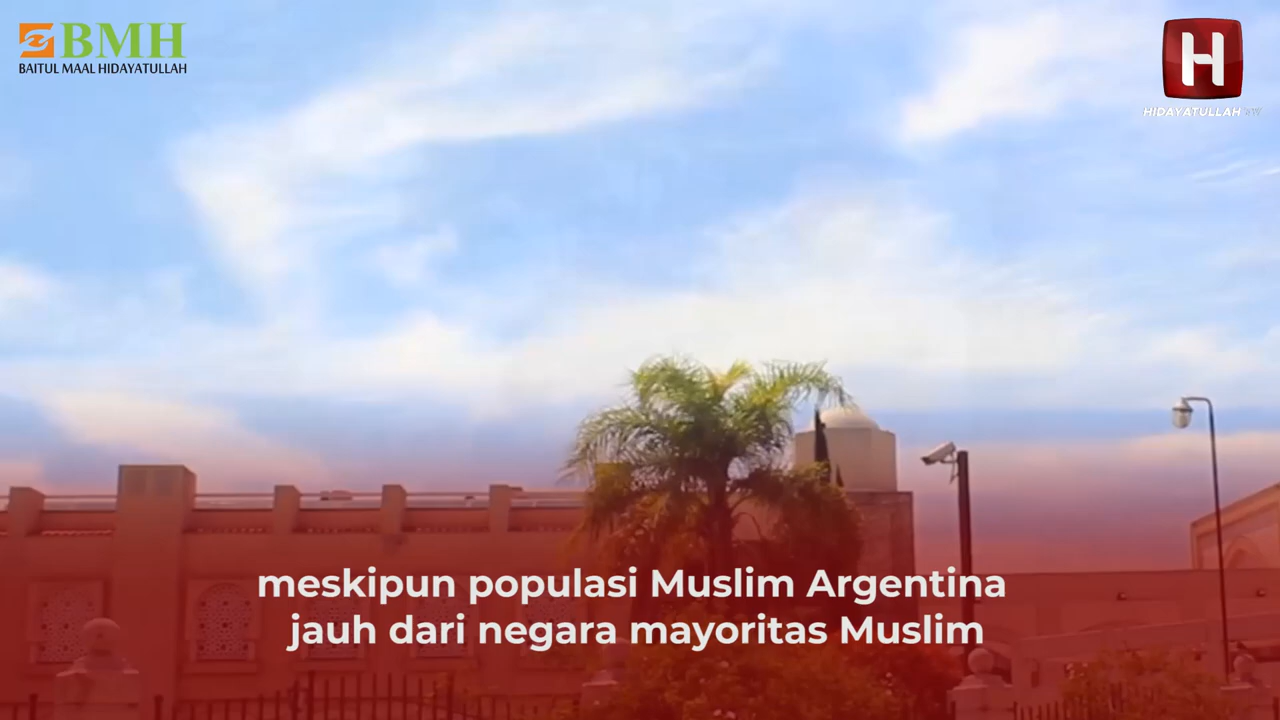 BMH
BAITUL MAAL HIDAYATULLAH
H
HIDAYATULLAH
meskipun populasi Muslim Argentina
jauh dari negara mayoritas Muslim